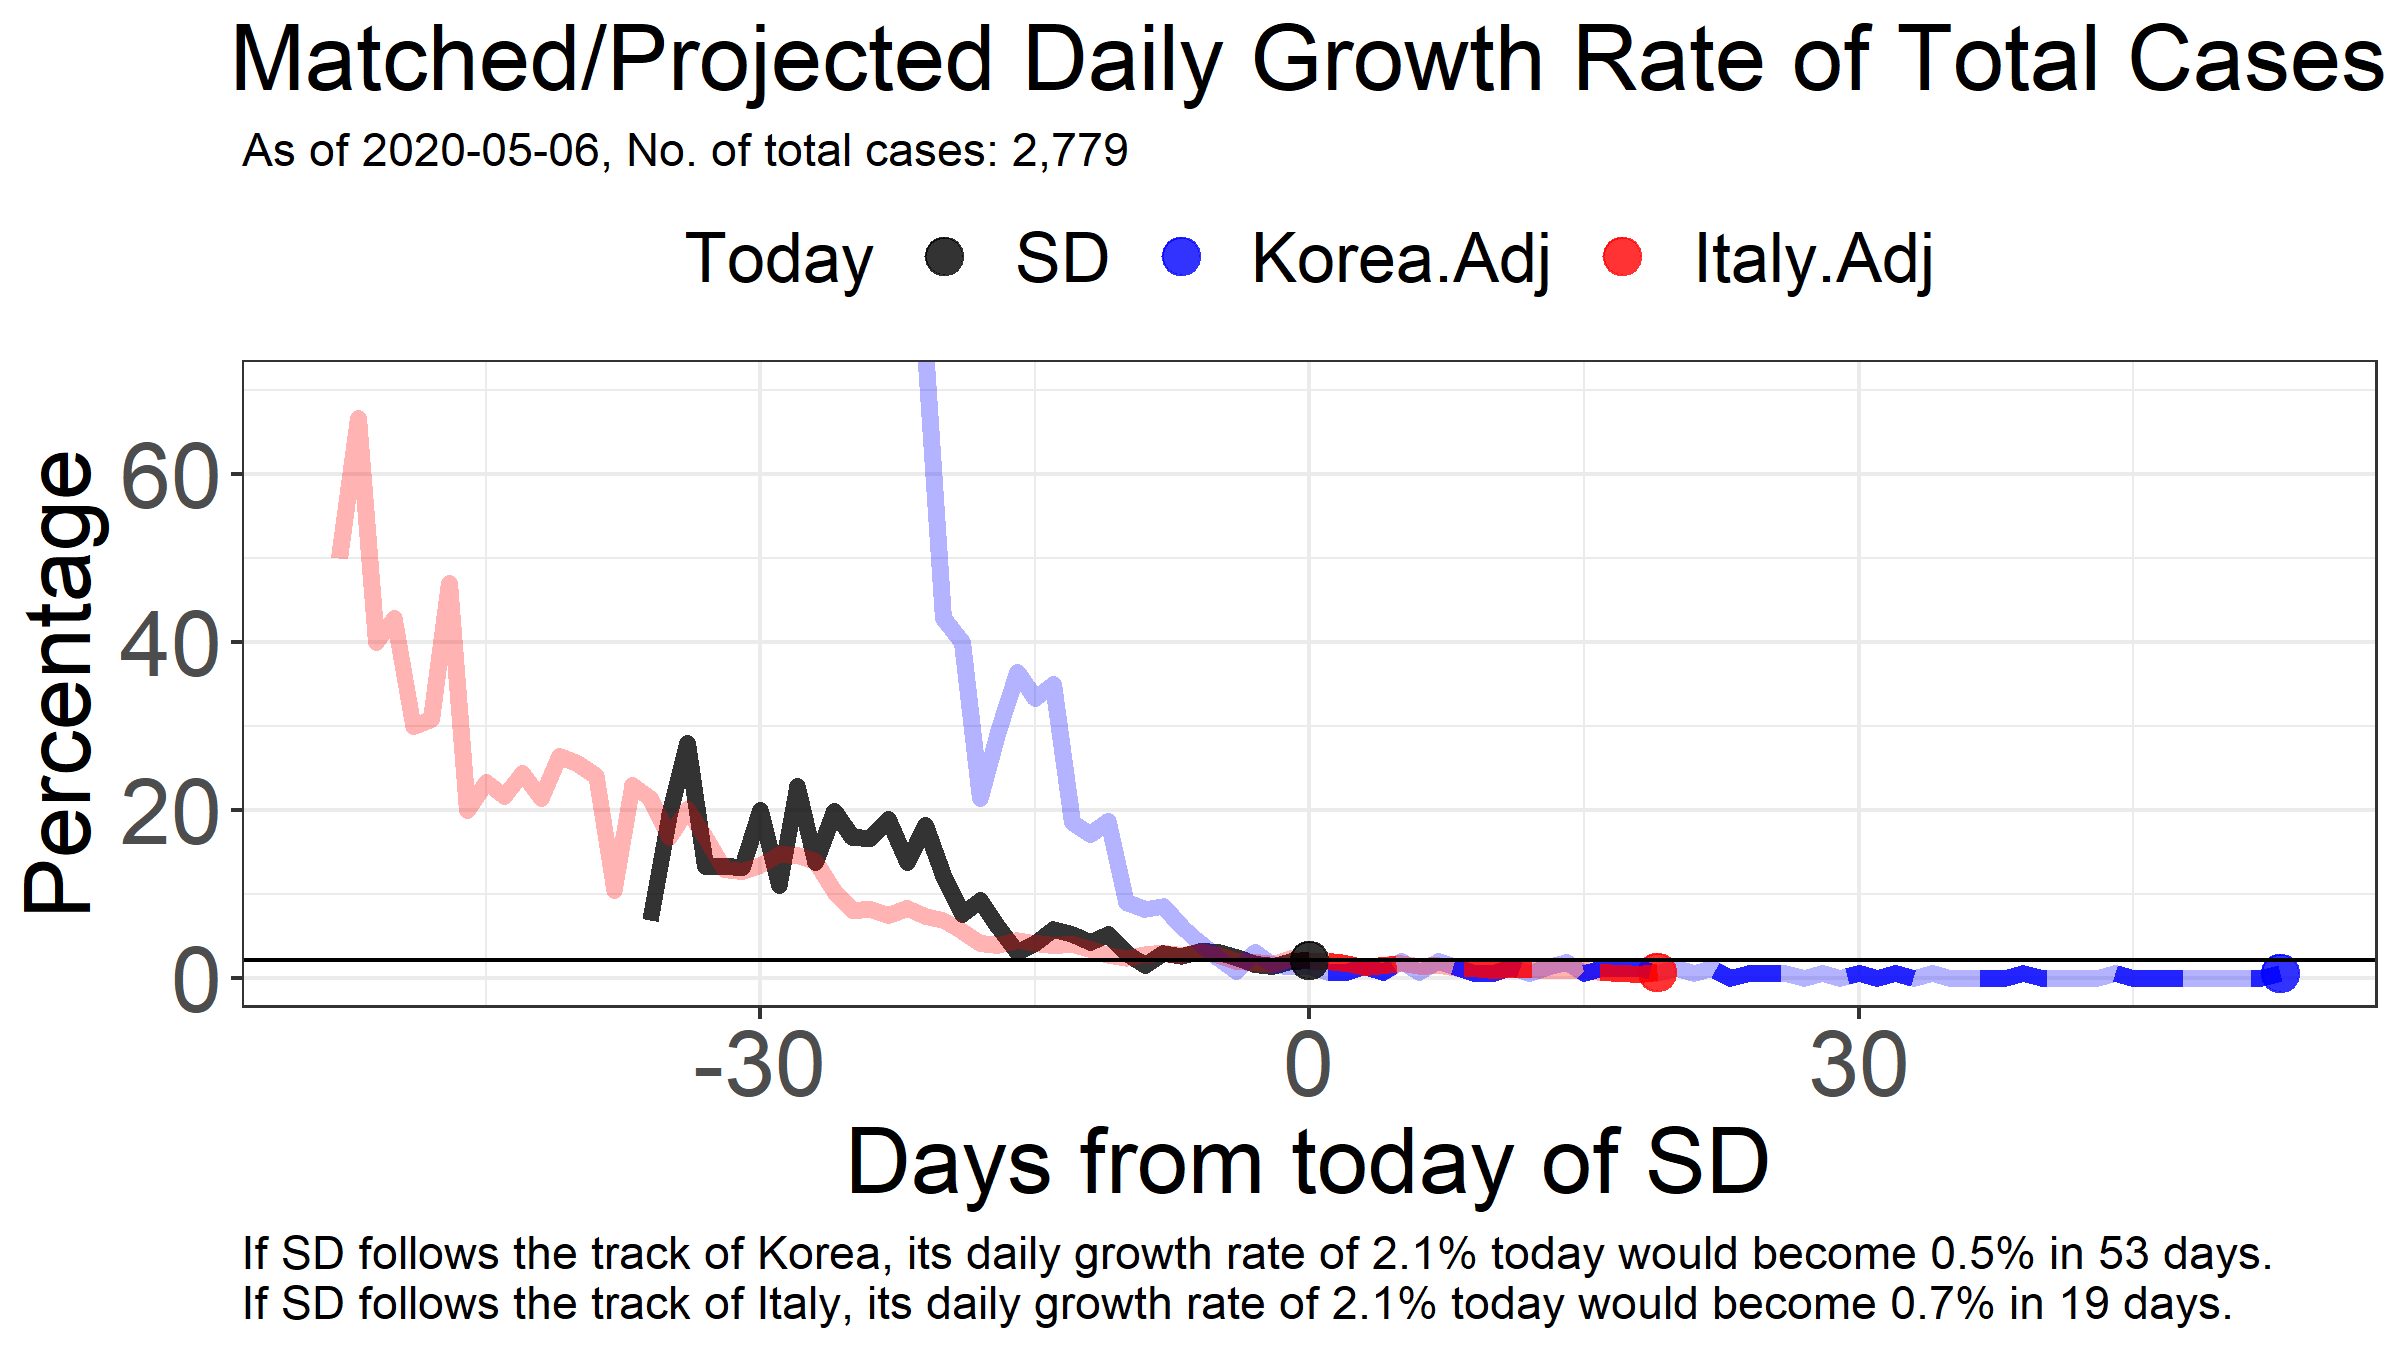 Matched/Projected Daily Growth Rate of Total Cases
As of 2020-05-06, No. of total cases: 2,779
Today SD Korea.Adj Italy.Adj
Percentage
60
40
20
0
-30 0 30
Days from today of SD
If SD follows the track of Korea, its daily growth rate of 2.1% today would become 0.5% in 53 days.
If SD follows the track of Italy, its daily growth rate of 2.1% today would become 0.7% in 19 days.